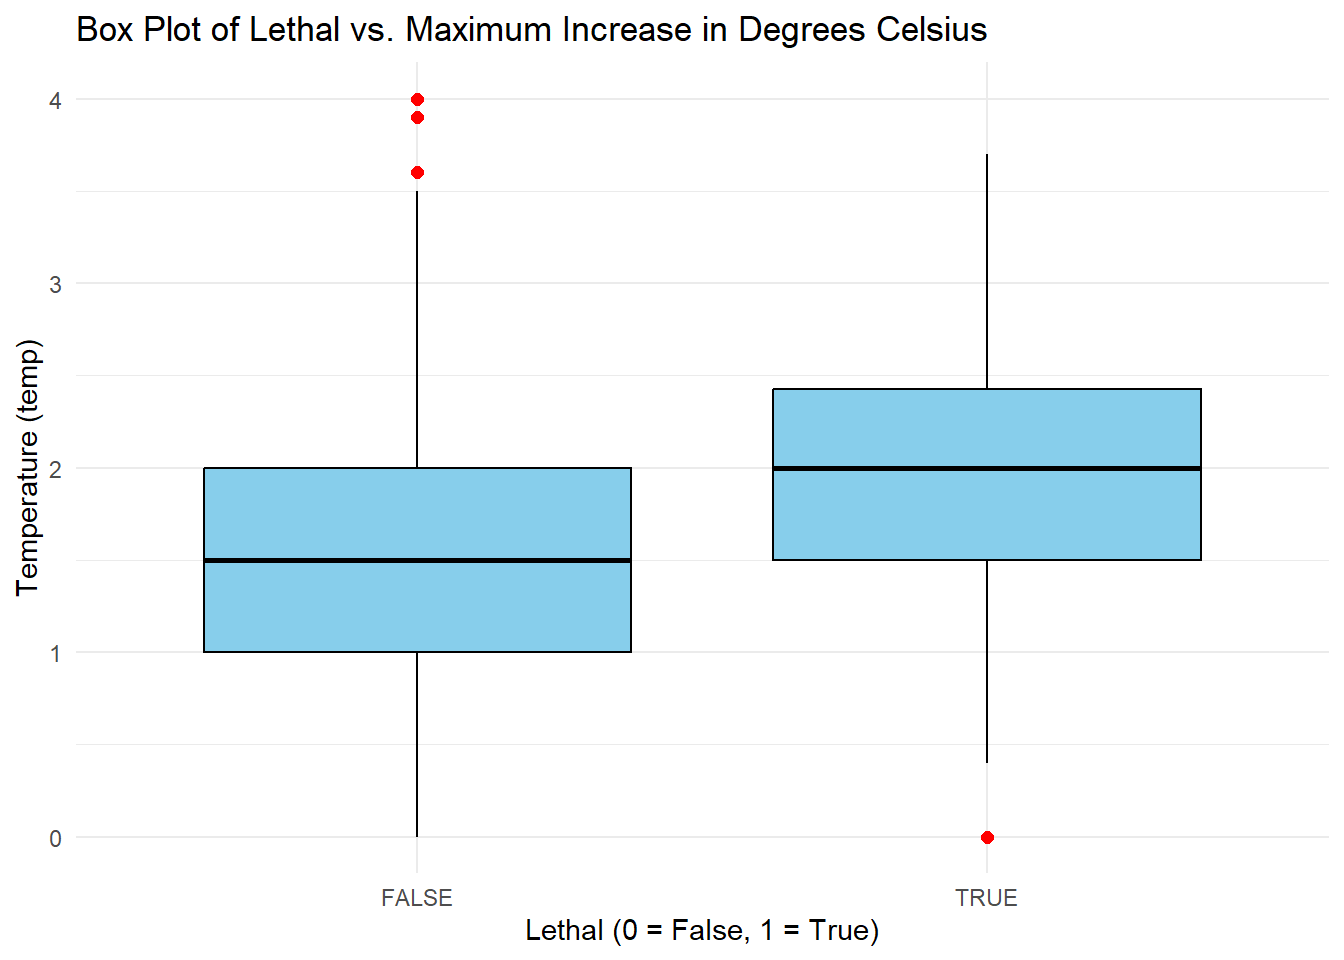 Box Plot of Lethal vs. Maximum Increase in Degrees Celsius
Temperature (temp)
4
3
2
1
0
FALSE TRUE
Lethal (0 = False, 1 = True)